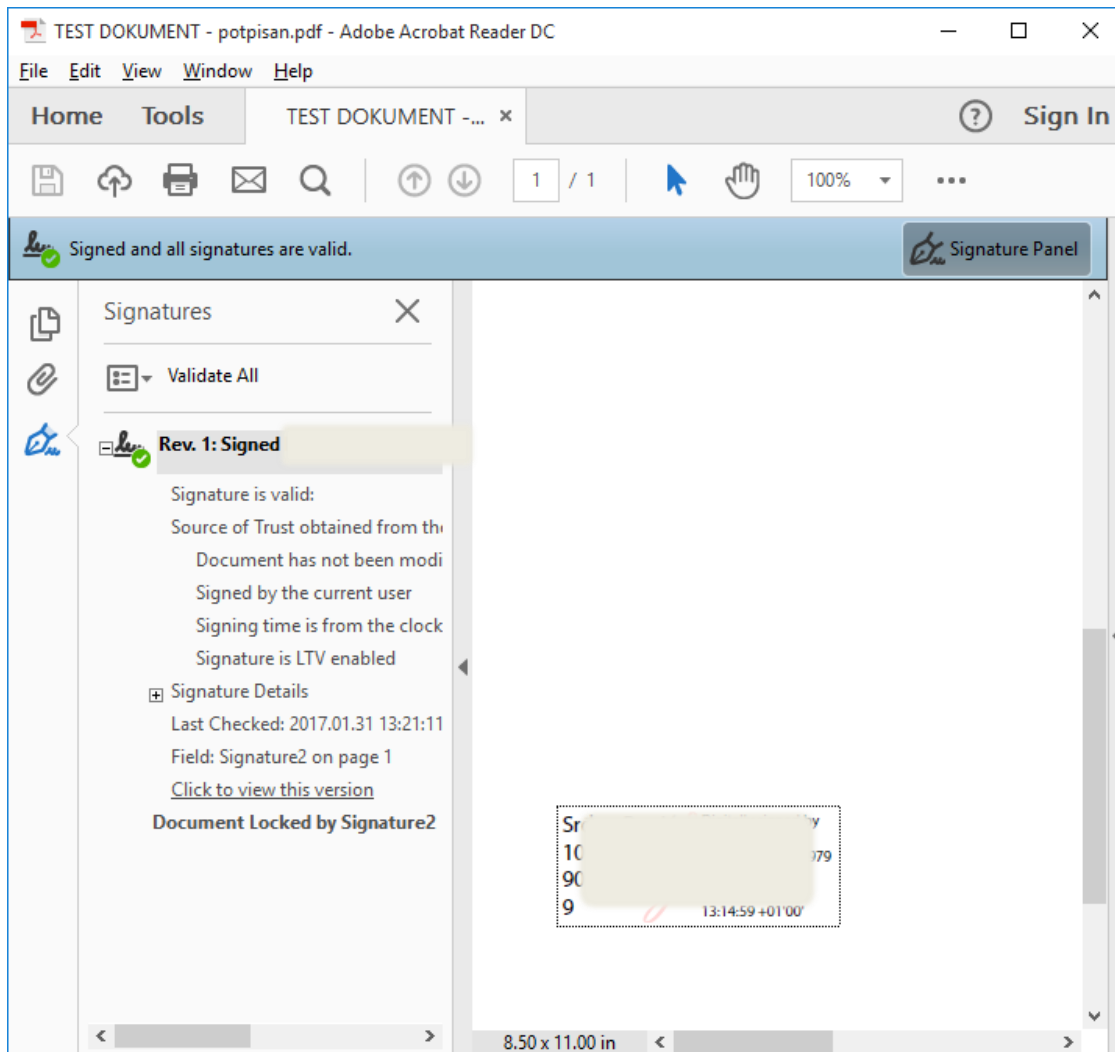 TEST DOKUMENT - potpisan.pdf - Adobe Acrobat Reader DC
File Edit View Window Help
Home Tools TEST DOKUMENT -... × ? Sign In
1 / 1 100%
Signed and all signatures are valid. Signature Panel
Signatures
Validate All
Rev. 1: Signed
Signature is valid:
Source of Trust obtained from the
Document has not been modi
Signed by the current user
Signing time is from the clock
Signature is LTV enabled
Signature Details
Last Checked: 2017.01.31 13:21:11
Field: Signature2 on page 1
Click to view this version
Document Locked by Signature2
10
90
9
13:14:59 +01'00'
8.50 x 11.00 in